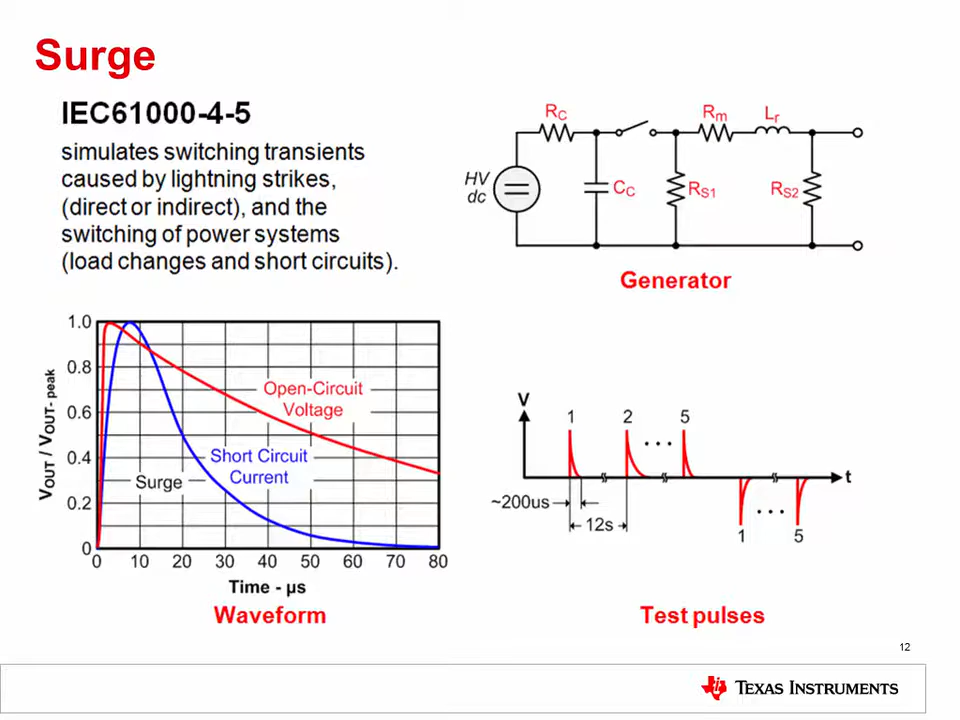 Surge
IEC61000-4-5
simulates switching transients
caused by lightning strikes,
(direct or indirect), and the
switching of power systems
(load changes and short circuits).
RC
Rm
Lr
HV
dc
CC
RS1
RS2
Generator
VOUT / VOUT- peak
1.0
0.8
0.6
0.4
0.2
0
Open-Circuit
Voltage
Short Circuit
Current
Surge
0 10 20 30 40 50 60 70 80
Time - µs
Waveform
V
1 2 5
t
~200us
12s
1 5
Test pulses
12
TEXAS INSTRUMENTS